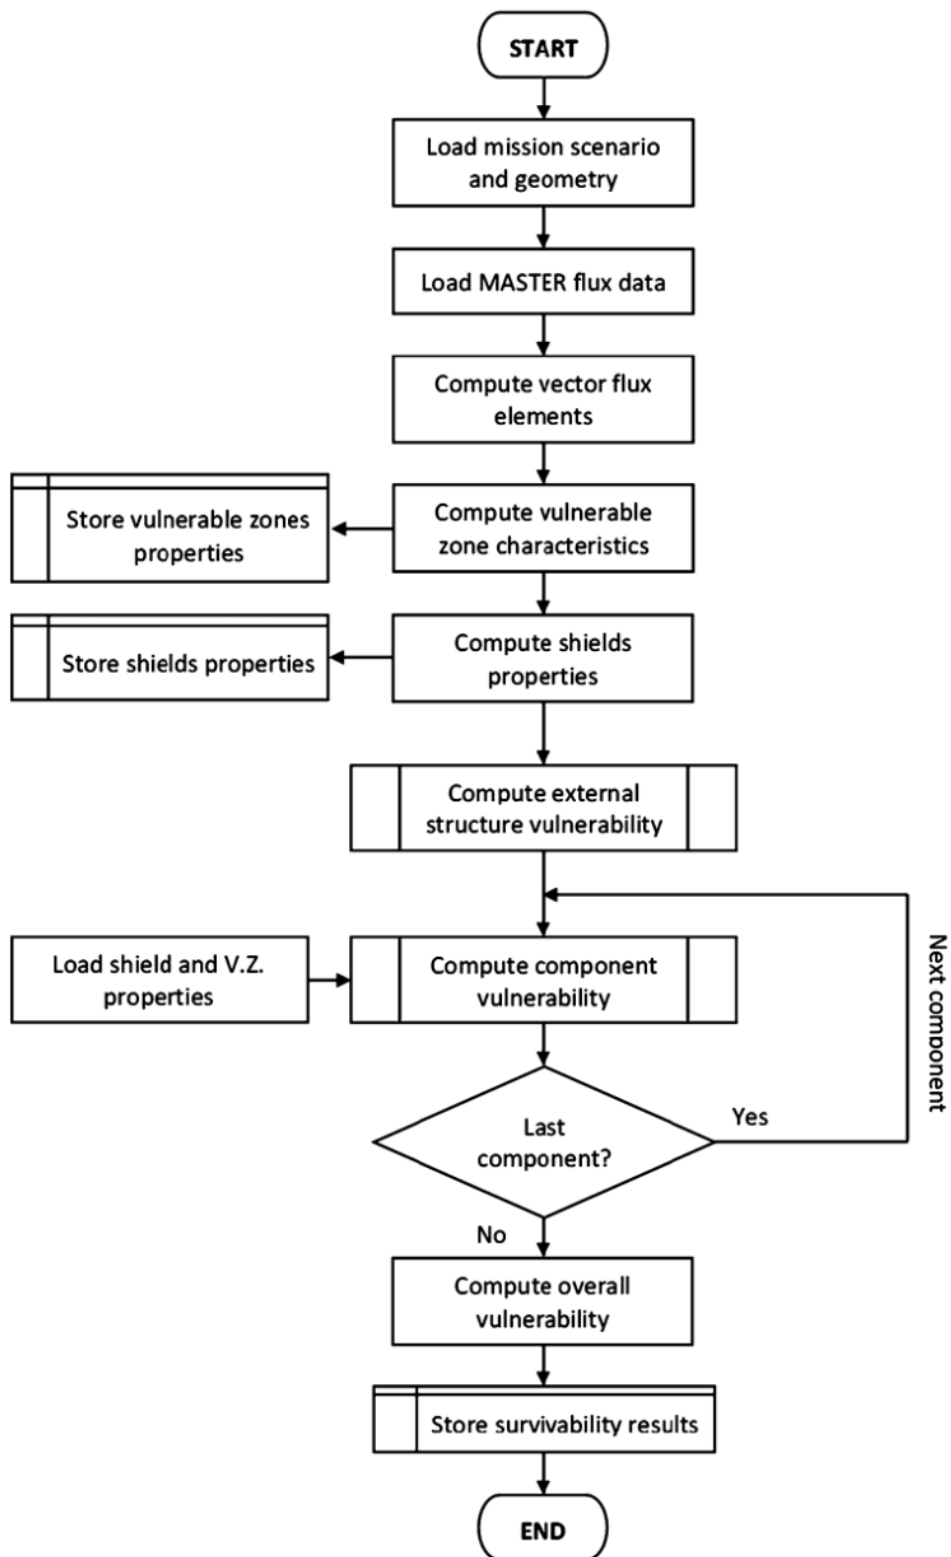 START
Load mission scenario
and geometry
Load MASTER flux data
Compute vector flux
elements
Compute vulnerable
zone characteristics
Store vulnerable zones
properties
Compute shields
properties
Store shields properties
Compute external
structure vulnerability
Load shield and V.Z.
properties
Compute component
vulnerability
Next component
Last
component?
Yes
No
Compute overall
vulnerability
Store survivability results
END